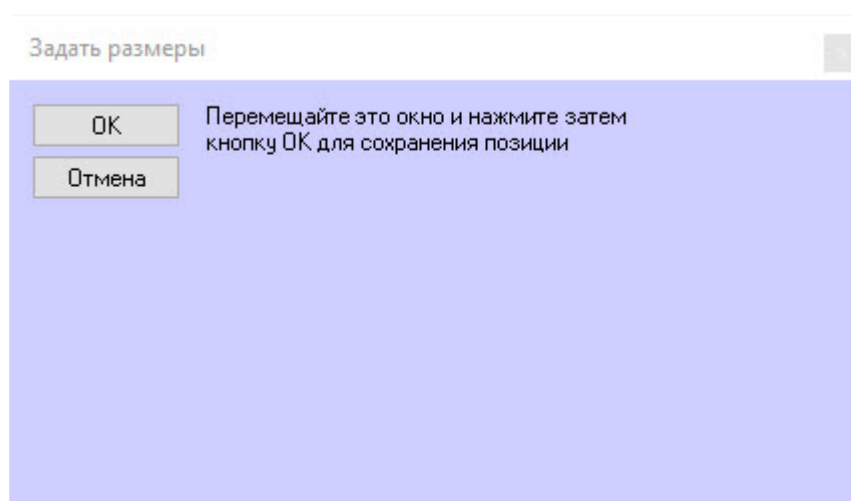 Задать размеры
OK
Перемещайте это окно и нажмите затем
кнопку OK для сохранения позиции
Отмена